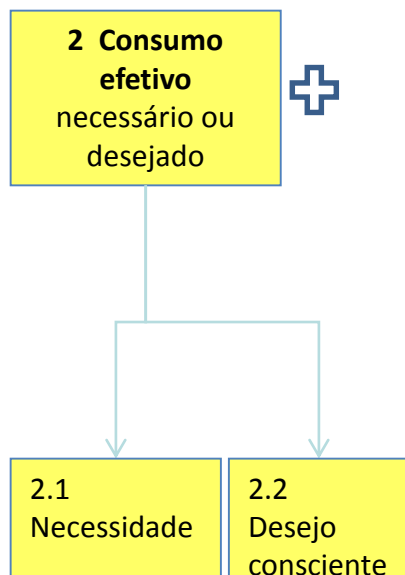 2 Consumo
efetivo
necessário ou
desejado
2.1
Necessidade
2.2
Desejo
consciente